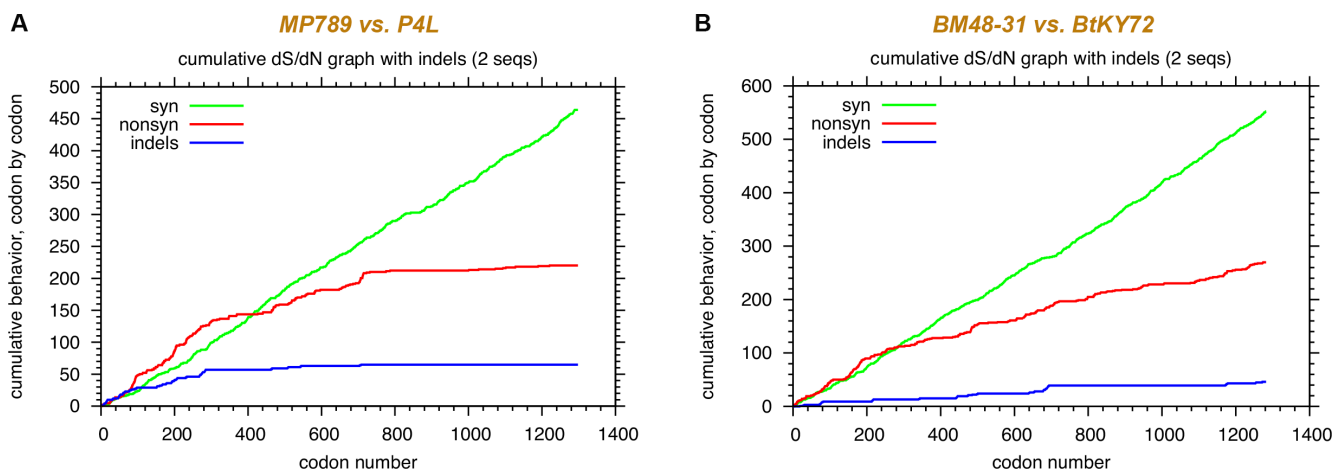 A
MP789 vs. P4L
cumulative dS/dN graph with indels (2 seqs)
cumulative behavior, codon by codon
500
450
400
350
300
250
200
150
100
50
0
syn
nonsyn
indels
0 200 400 600 800 1000 1200 1400
codon number
B
BM48-31 vs. BtKY72
cumulative dS/dN graph with indels (2 seqs)
cumulative behavior, codon by codon
600
500
400
300
200
100
0
syn
nonsyn
indels
0 200 400 600 800 1000 1200 1400
codon number